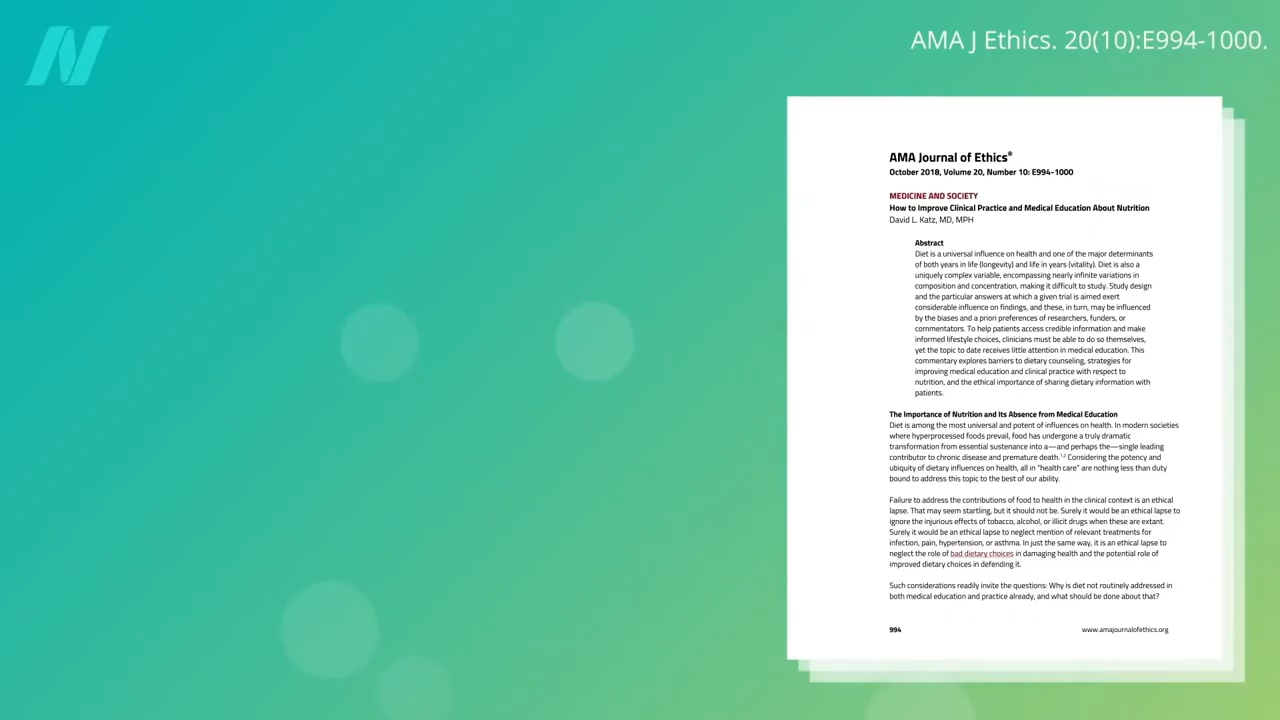 AMA J Ethics. 20(10):E994-1000.
AMA Journal of Ethics®
October 2018, Volume 20, Number 10: E994-1000
MEDICINE AND SOCIETY
How to Improve Clinical Practice and Medical Education About Nutrition
David L. Katz, MD, MPH
Abstract
Diet is a universal influence on health and one of the major determinants
of both years in life (longevity) and life in years (vitality). Diet is also a
uniquely complex variable, encompassing nearly infinite variations in
composition and concentration, making it difficult to study. Study design
and the particular answers at which a given trial is aimed exert
considerable influence on findings, and these, in turn, may be influenced
by the biases and a priori preferences of researchers, funders, or
commentators. To help patients access credible information and make
informed lifestyle choices, clinicians must be able to do so themselves,
yet the topic to date receives little attention in medical education. This
commentary explores barriers to dietary counseling, strategies for
improving medical education and clinical practice with respect to
nutrition, and the ethical importance of sharing dietary information with
patients.
The Importance of Nutrition and Its Absence from Medical Education
Diet is among the most universal and potent of influences on health. In modern societies
where hyperprocessed foods prevail, food has undergone a truly dramatic
transformation from essential sustenance into a—and perhaps the—single leading
contributor to chronic disease and premature death.1,2 Considering the potency and
ubiquity of dietary influences on health, all in "health care" are nothing less than duty
bound to address this topic to the best of our ability.
Failure to address the contributions of food to health in the clinical context is an ethical
lapse. That may seem startling, but it should not be. Surely it would be an ethical lapse to
ignore the injurious effects of tobacco, alcohol, or illicit drugs when these are extant.
Surely it would be an ethical lapse to neglect mention of relevant treatments for
infection, pain, hypertension, or asthma. In just the same way, it is an ethical lapse to
neglect the role of bad dietary choices in damaging health and the potential role of
improved dietary choices in defending it.
Such considerations readily invite the questions: Why is diet not routinely addressed in
both medical education and practice already, and what should be done about that?
994
www.amajournalofethics.org